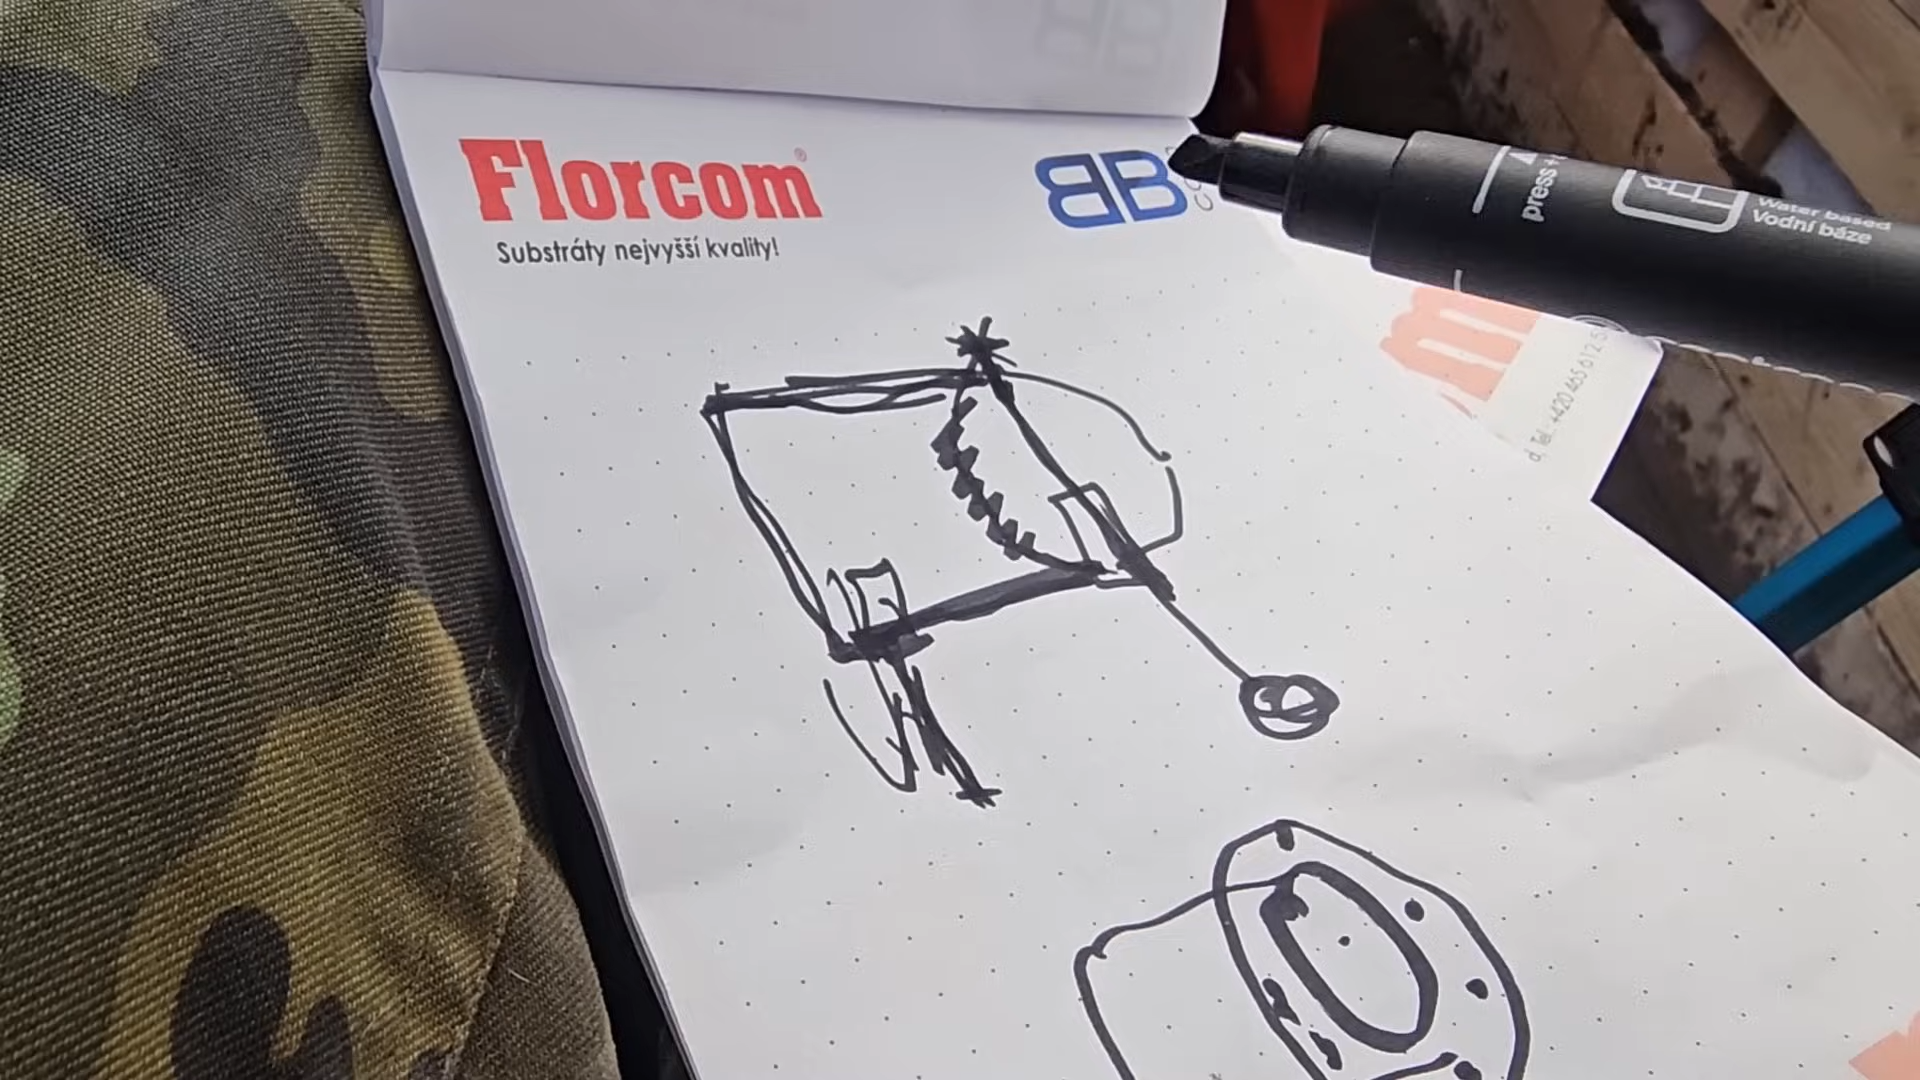 Florcom®
Substráty nejvyšší kvality!
BB
press
Water based
Vodní báze